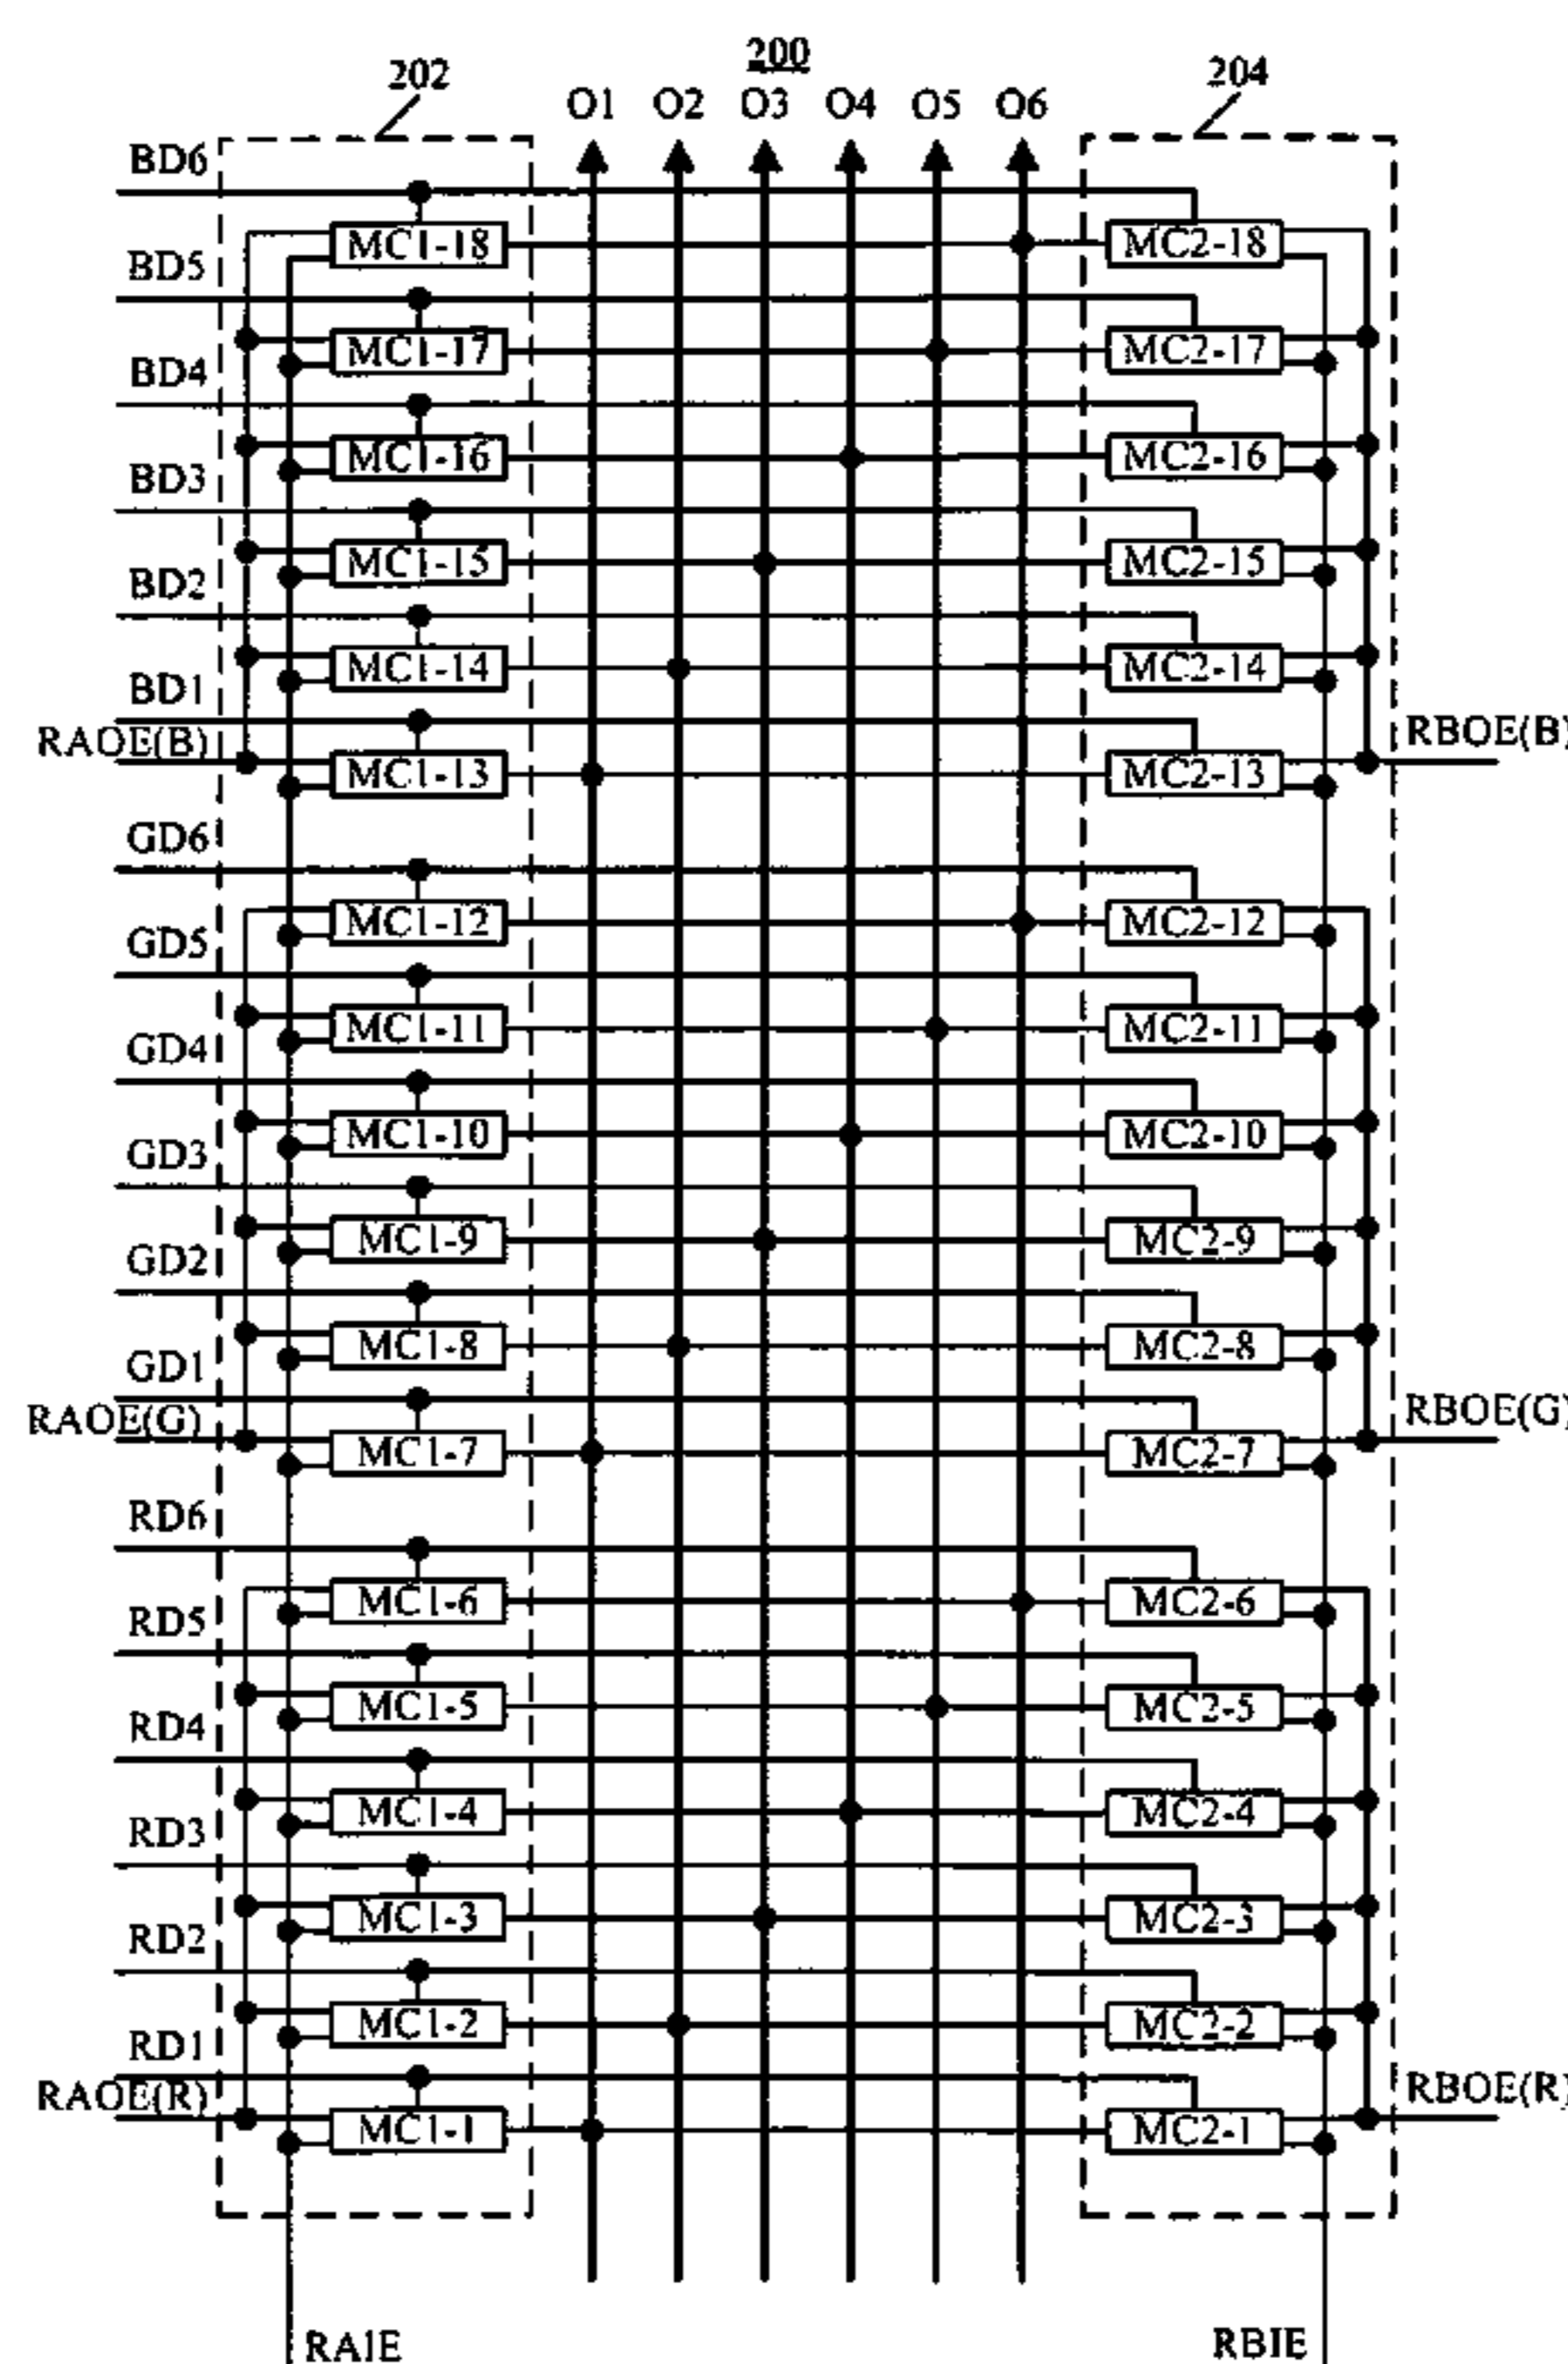 200
202
204
O1 O2 O3 O4 O5 O6
BD6
MC1-18 MC2-18
BD5
MC1-17 MC2-17
BD4
MC1-16 MC2-16
BD3
MC1-15 MC2-15
BD2
MC1-14 MC2-14
BD1
RAOE(B) RBOE(B)
MC1-13 MC2-13
GD6
MC1-12 MC2-12
GD5
MC1-11 MC2-11
GD4
MC1-10 MC2-10
GD3
MC1-9 MC2-9
GD2
MC1-8 MC2-8
GD1
RAOE(G) RBOE(G)
MC1-7 MC2-7
RD6
MC1-6 MC2-6
RD5
MC1-5 MC2-5
RD4
MC1-4 MC2-4
RD3
MC1-3 MC2-3
RD2
MC1-2 MC2-2
RD1
RAOE(R) RBOE(R)
MC1-1 MC2-1
RAIE RBIE